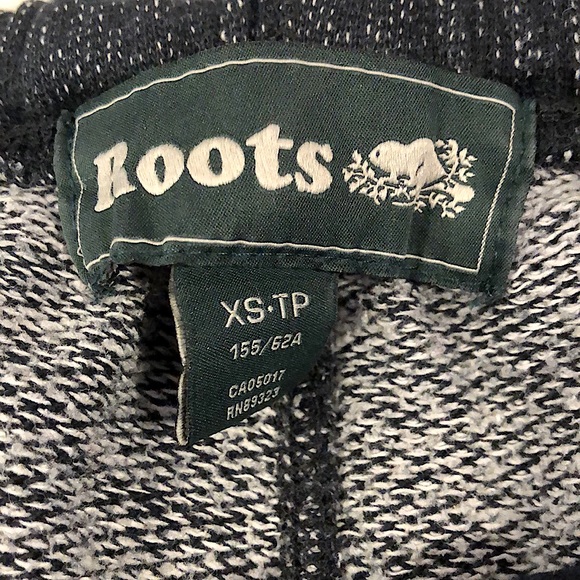 Roots
XS·TP
155/62A
CA05017
RN89323